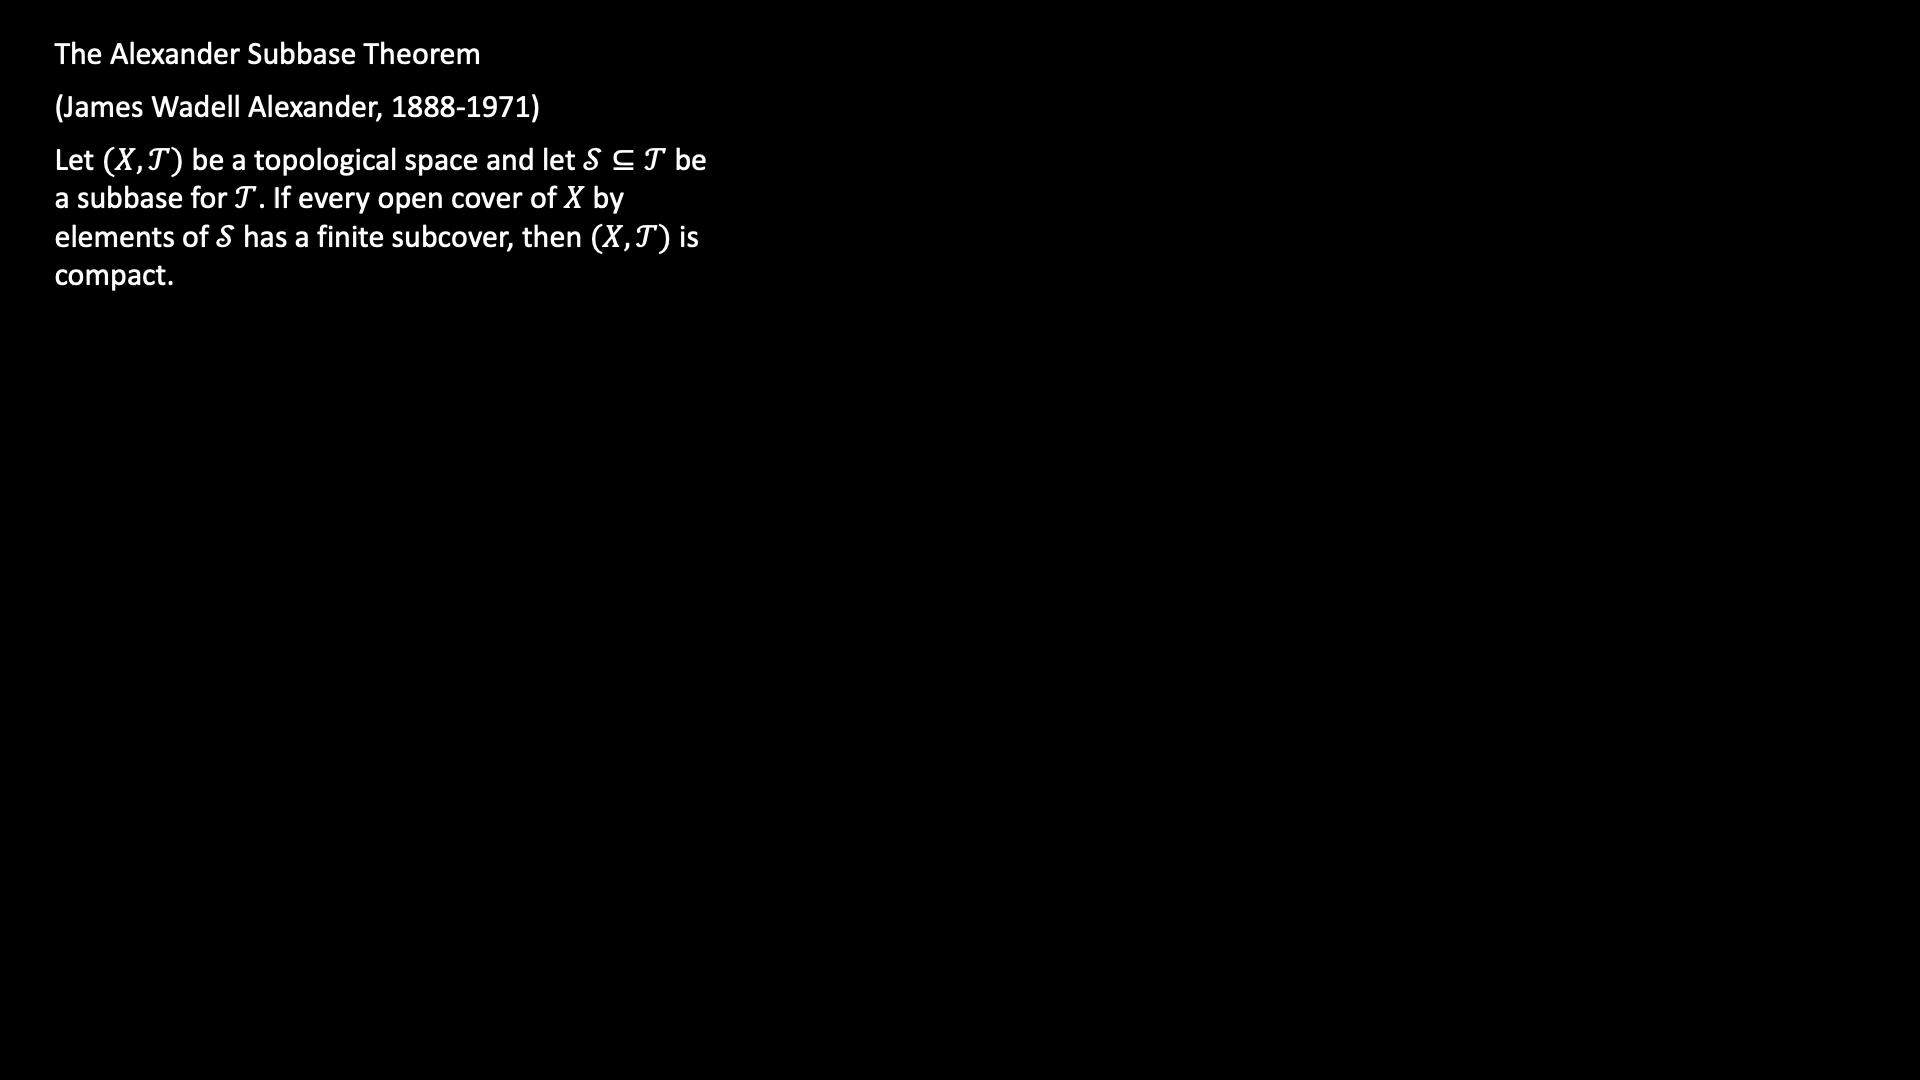 The Alexander Subbase Theorem
(James Wadell Alexander, 1888-1971)
Let (𝑋, 𝒯) be a topological space and let 𝒮 ⊆ 𝒯 be
a subbase for 𝒯. If every open cover of 𝑋 by
elements of 𝒮 has a finite subcover, then (𝑋, 𝒯) is
compact.